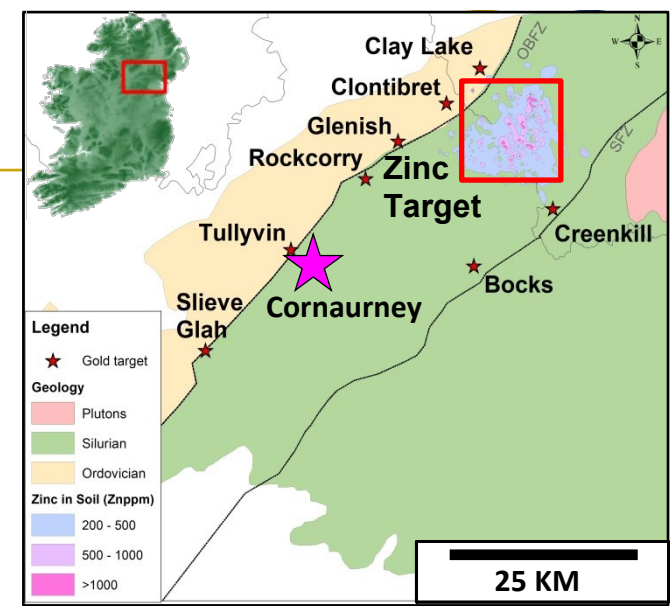 N
W E
S
OBFZ
Clay Lake
Clontibret
Glenish
SFZ
Rockcorry
Zinc
Target
Tullyvin
Creenkill
Bocks
Cornaurney
Slieve
Glah
Legend
Gold target
Geology
Plutons
Silurian
Ordovician
Zinc in Soil (Znppm)
200 - 500
500 - 1000
>1000
25 KM